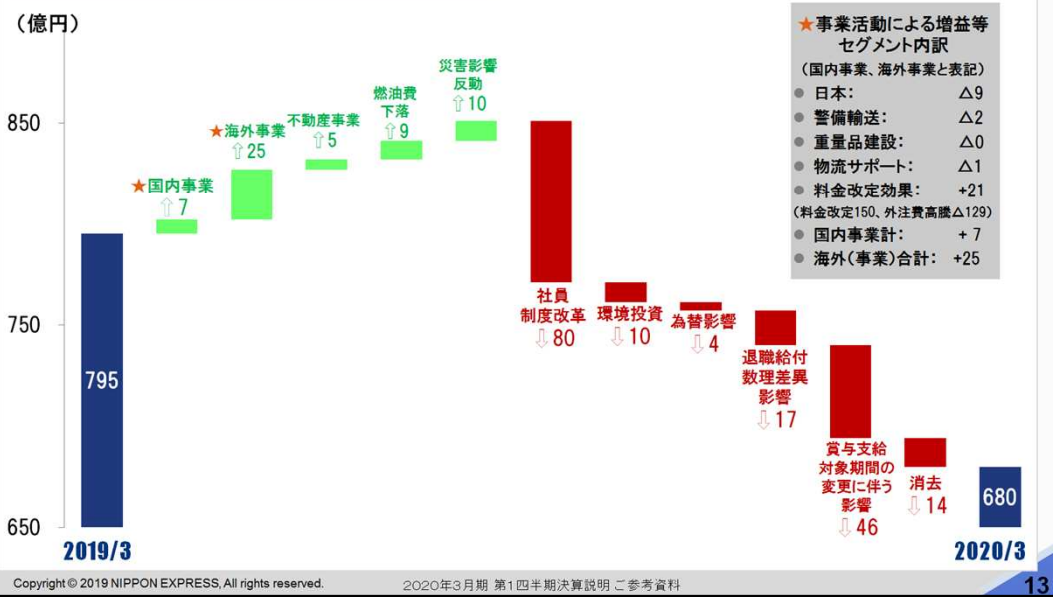 (億円)
850
750
650
795
2019/3
★国内事業
⇧7
★海外事業
⇧25
不動産事業
⇧5
燃油費
下落
⇧9
災害影響
反動
⇧10
社員
制度改革
⇩80
環境投資
⇩10
為替影響
⇩4
退職給付
数理差異
影響
⇩17
賞与支給
対象期間の
変更に伴う
影響
⇩46
消去
⇩14
680
2020/3
★事業活動による増益等
セグメント内訳
(国内事業、海外事業と表記)
● 日本: △9
● 警備輸送: △2
● 重量品建設: △0
● 物流サポート: △1
● 料金改定効果: +21
(料金改定150、外注費高騰△129)
● 国内事業計: + 7
● 海外(事業)合計: +25
Copyright © 2019 NIPPON EXPRESS, All rights reserved.
2020年3月期 第1四半期決算説明 ご参考資料
13